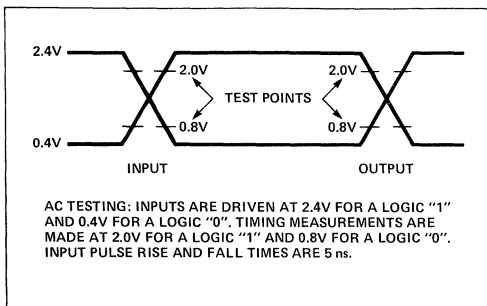 2.4V
2.0V 2.0V
TEST POINTS
0.8V 0.8V
0.4V
INPUT OUTPUT
AC TESTING: INPUTS ARE DRIVEN AT 2.4V FOR A LOGIC "1"
AND 0.4V FOR A LOGIC "0". TIMING MEASUREMENTS ARE
MADE AT 2.0V FOR A LOGIC "1" AND 0.8V FOR A LOGIC "0".
INPUT PULSE RISE AND FALL TIMES ARE 5 ns.